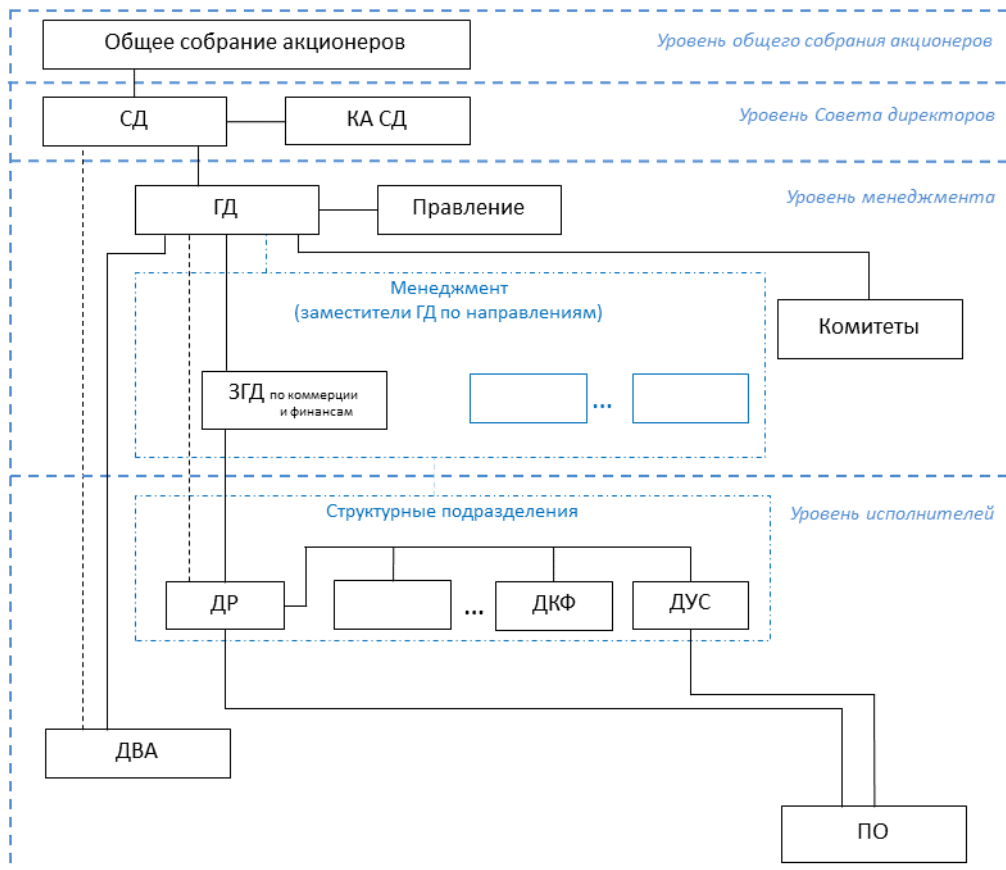 Общее собрание акционеров
Уровень общего собрания акционеров
СД
КА СД
Уровень Совета директоров
ГД
Правление
Уровень менеджмента
Менеджмент
(заместители ГД по направлениям)
Комитеты
ЗГД по коммерции
и финансам
...
Структурные подразделения
Уровень исполнителей
ДР
...
ДКФ
ДУС
ДВА
ПО